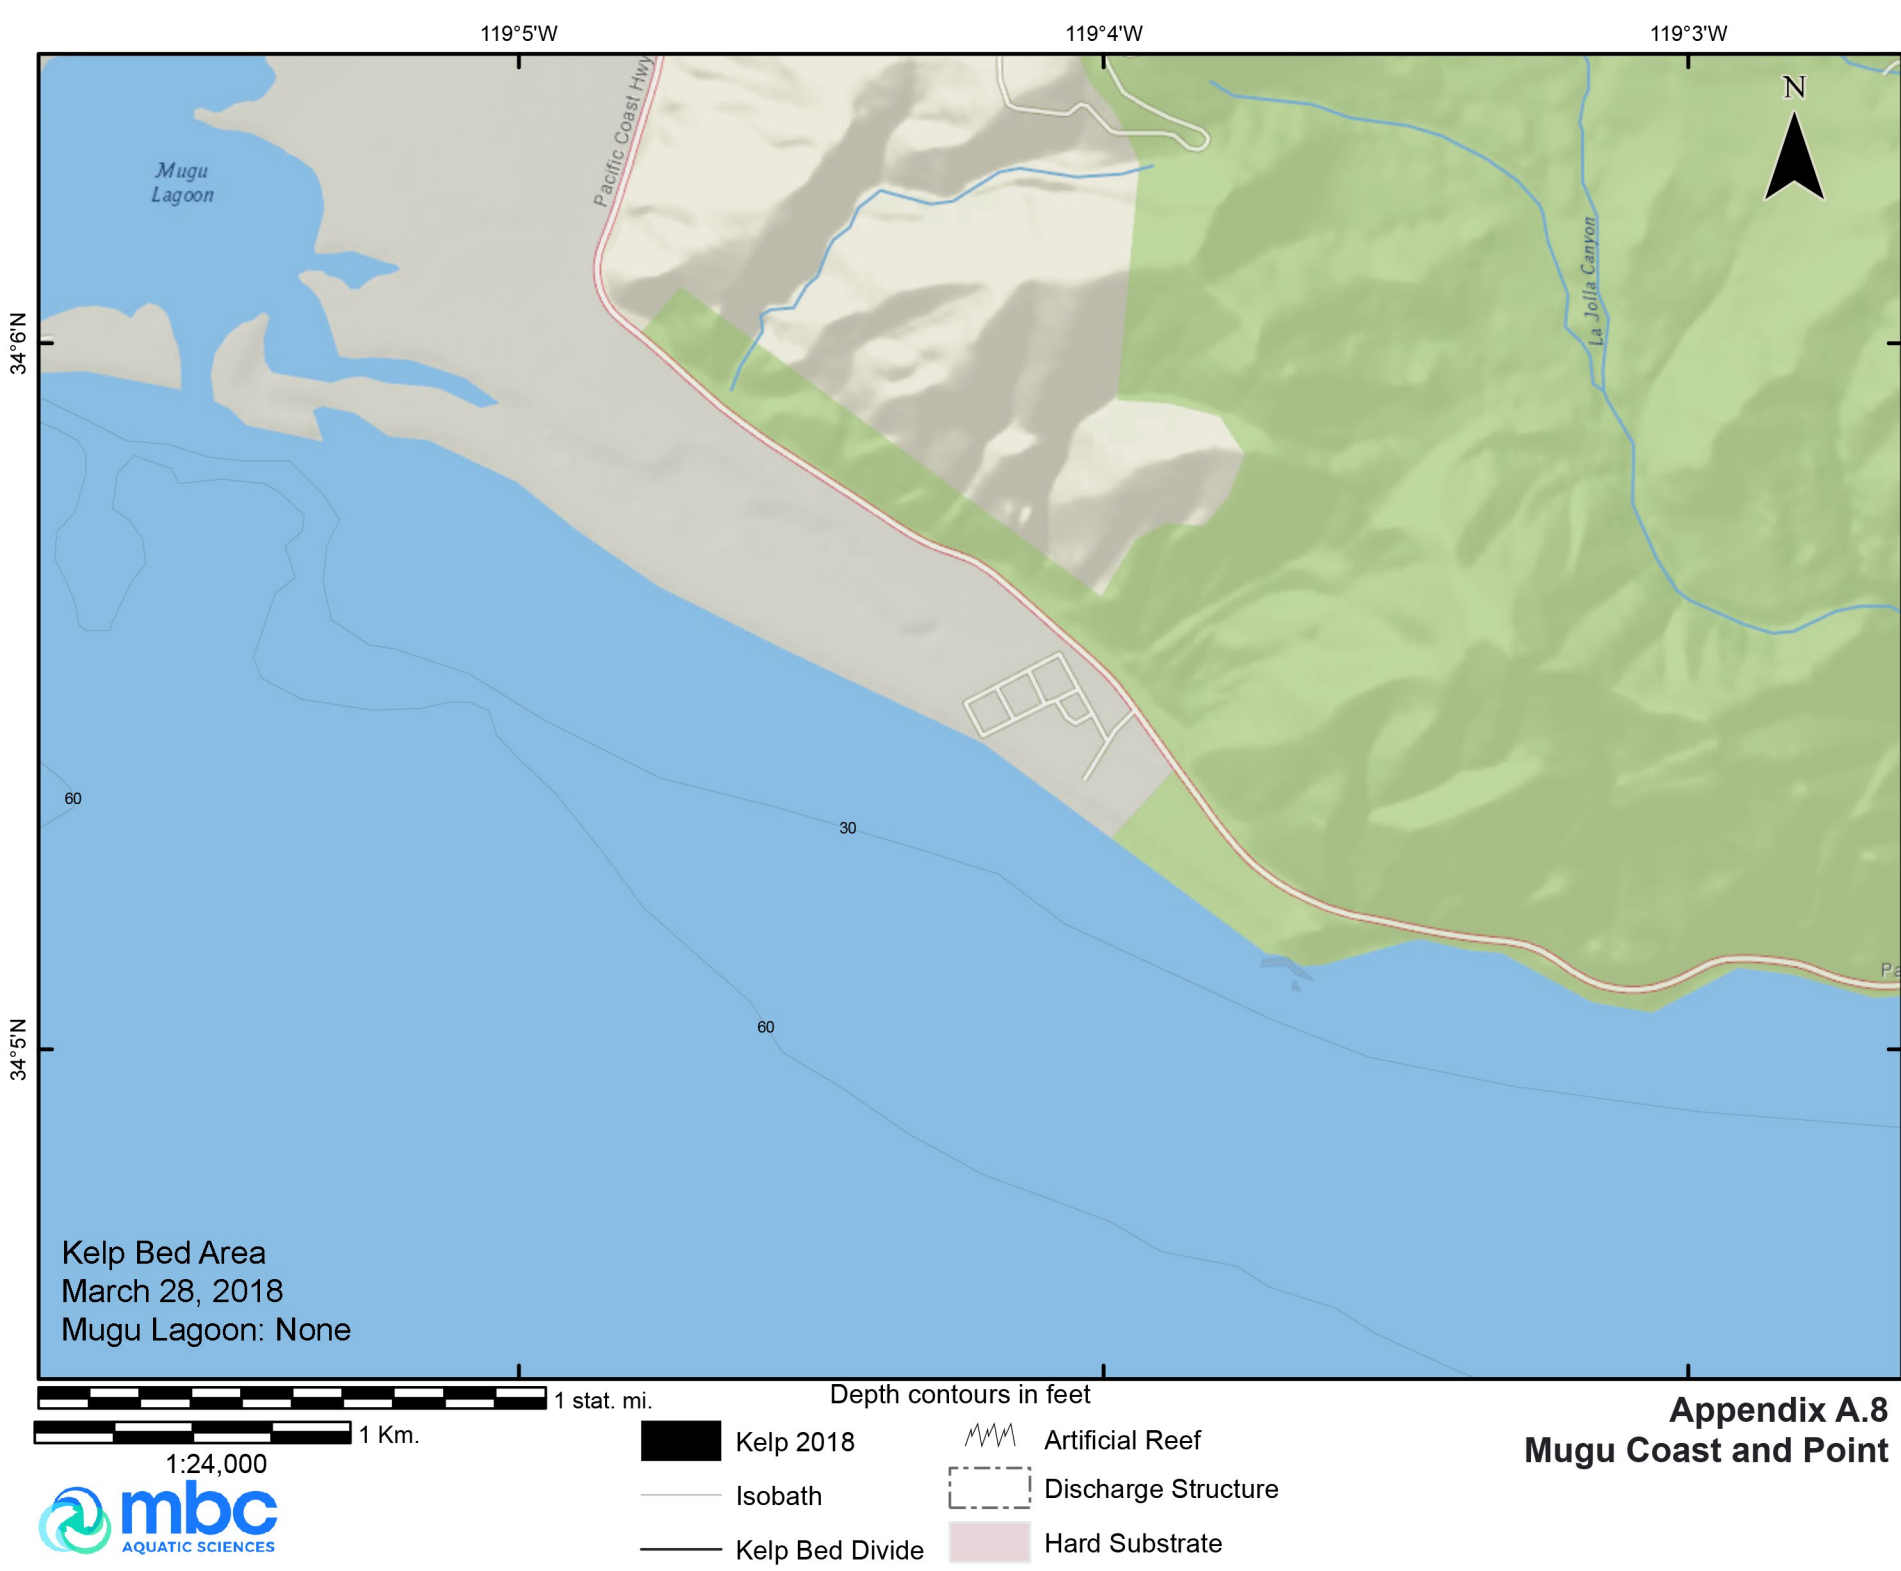 119°5'W
119°4'W
119°3'W
N
Pacific Coast Hwy
Mugu
Lagoon
La Jolla Canyon
34°6'N
60
30
Pa
60
34°5'N
Kelp Bed Area
March 28, 2018
Mugu Lagoon: None
1 stat. mi.
1 Km.
1:24,000
mbc
AQUATIC SCIENCES
Depth contours in feet
Kelp 2018
Isobath
Kelp Bed Divide
Artificial Reef
Discharge Structure
Hard Substrate
Appendix A.8
Mugu Coast and Point